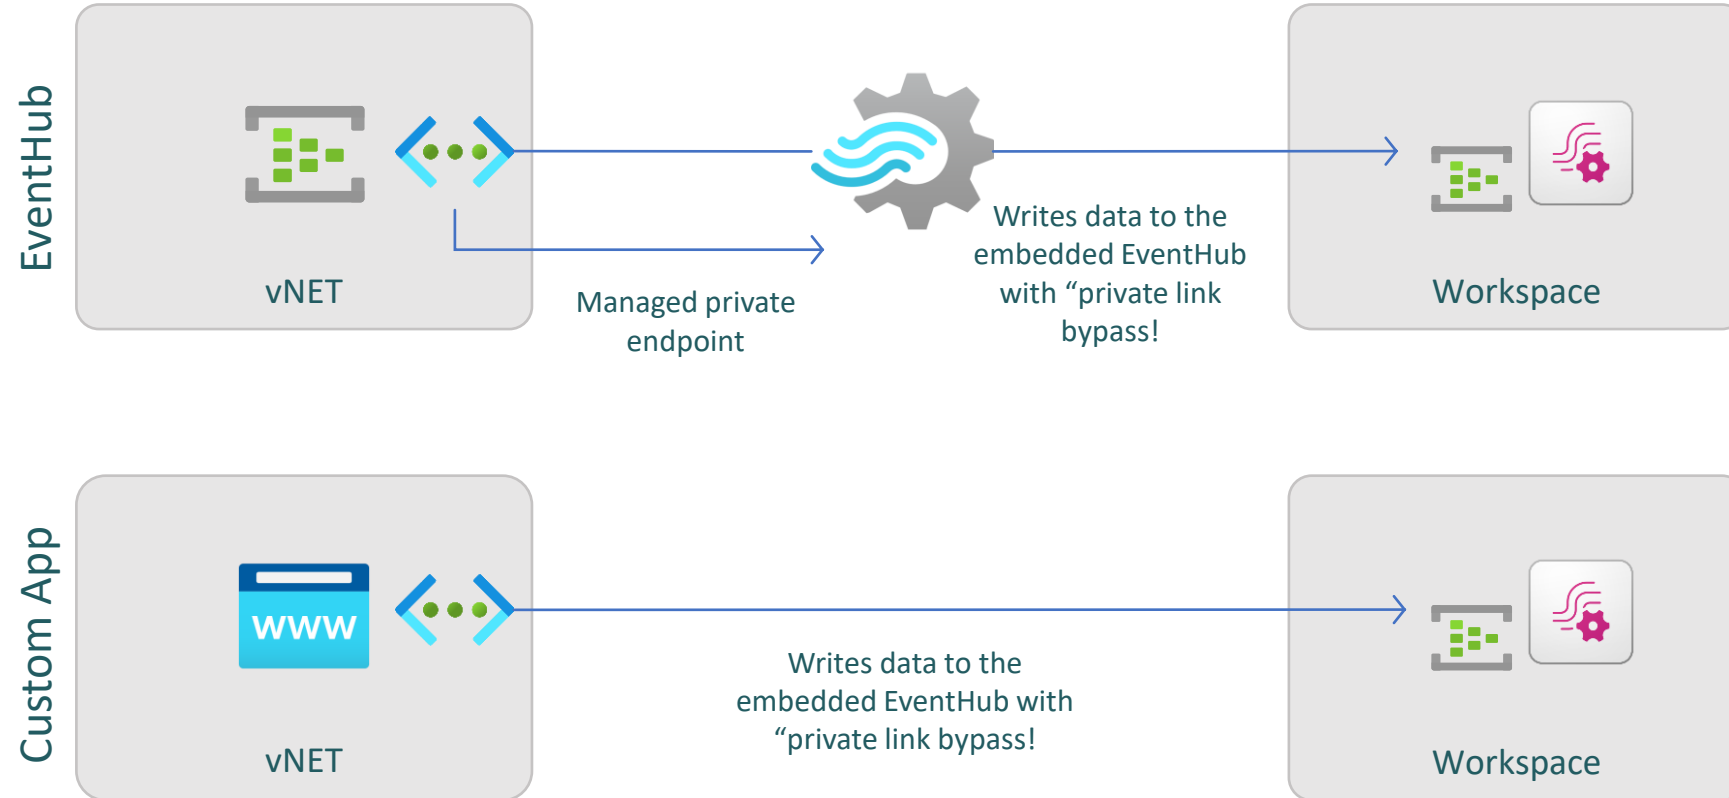 EventHub
vNET
Managed private
endpoint
Writes data to the
embedded EventHub
with “private link
bypass!
Workspace
Custom App
WWW
vNET
Writes data to the
embedded EventHub with
“private link bypass!
Workspace